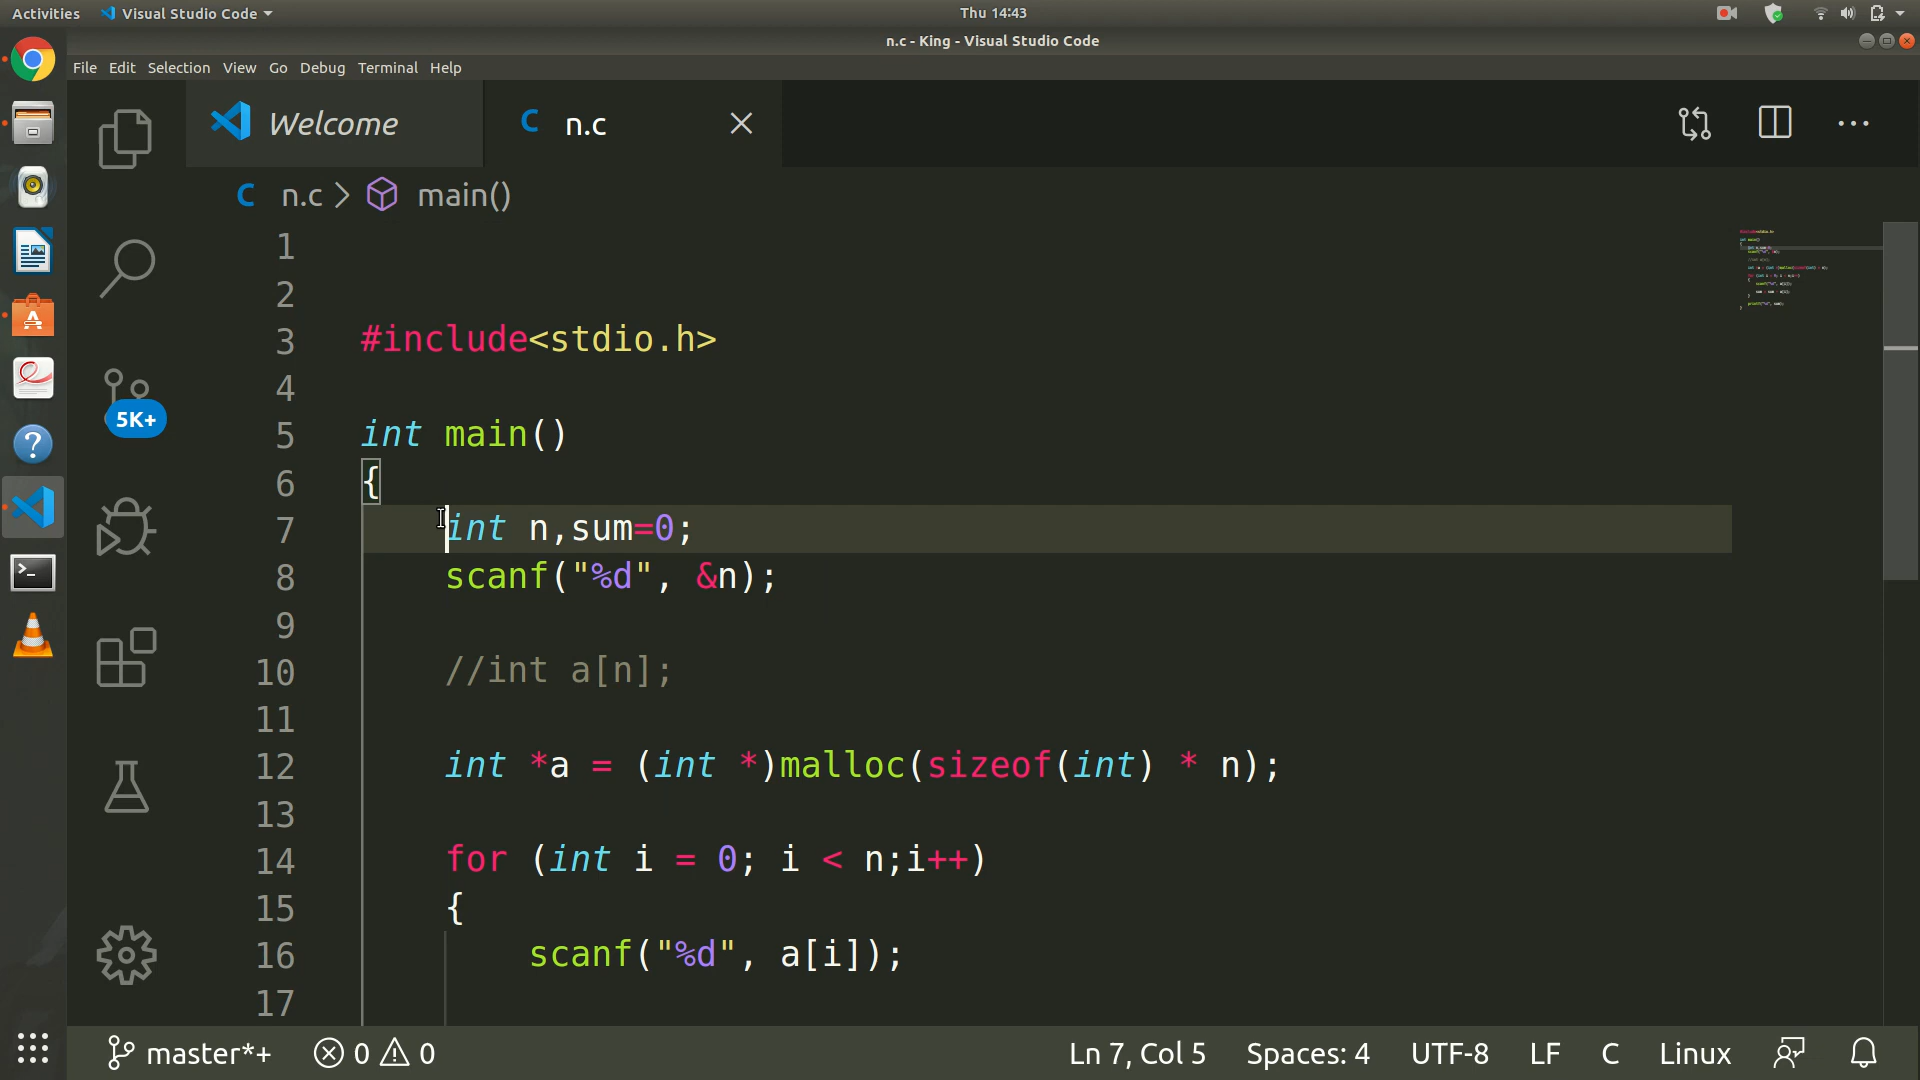 Activities Visual Studio Code Thu 14:43
n.c - King - Visual Studio Code
File Edit Selection View Go Debug Terminal Help
Welcome C n.c
C n.c > main()
1
2
3 #include<stdio.h>
4
5 int main()
6 {
7 int n,sum=0;
8 scanf("%d", &n);
9
10 //int a[n];
11
12 int *a = (int *)malloc(sizeof(int) * n);
13
14 for (int i = 0; i < n;i++)
15 {
16 scanf("%d", a[i]);
17
5K+
master*+ 0 0 Ln 7, Col 5 Spaces: 4 UTF-8 LF C Linux